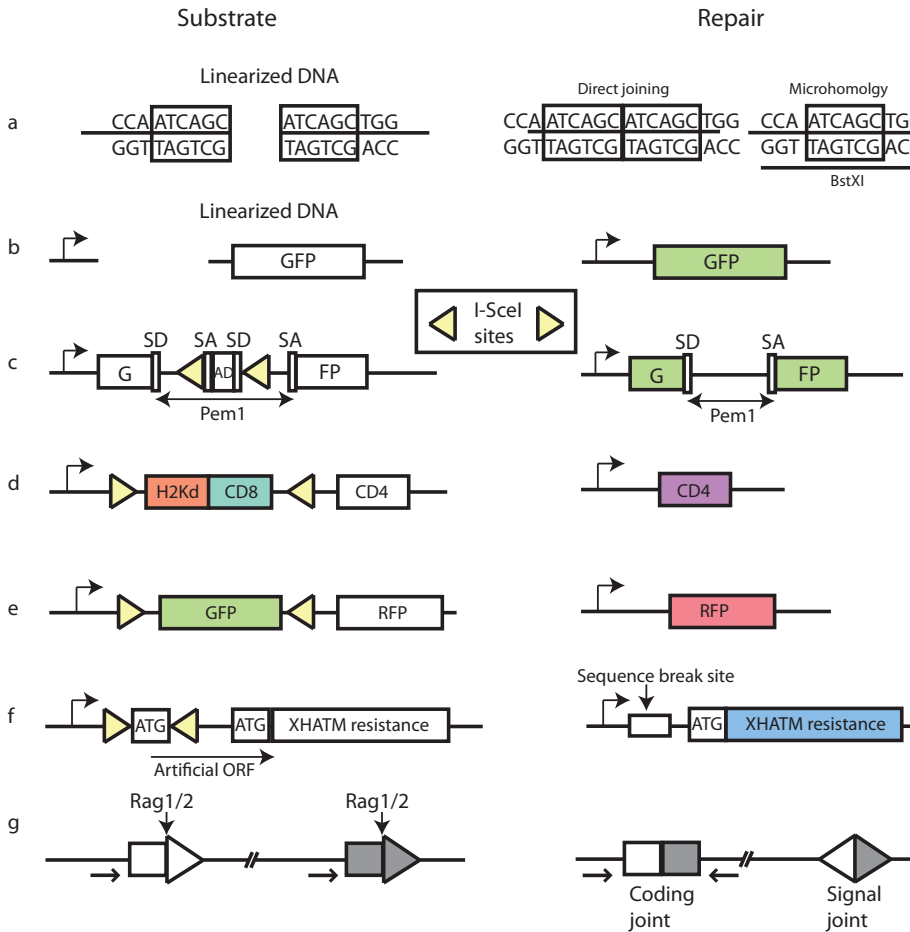 Substrate Repair
Linearized DNA
Direct joining Microhomolgy
a
CCA ATCAGC ATCAGC TGG
GGT TAGTCG TAGTCG ACC
CCA ATCAGC ATCAGC TGG
GGT TAGTCG TAGTCG ACC
CCA ATCAGC TG
GGT TAGTCG AC
BstXI
Linearized DNA
b
GFP GFP
I-SceI
sites
c
SD SA SD SA
G AD FP
Pem1
SD SA
G FP
Pem1
d
H2Kd CD8 CD4 CD4
e
GFP RFP RFP
Sequence break site
f
ATG ATG XHATM resistance
Artificial ORF
ATG XHATM resistance
g
Rag1/2 Rag1/2
Coding
joint
Signal
joint